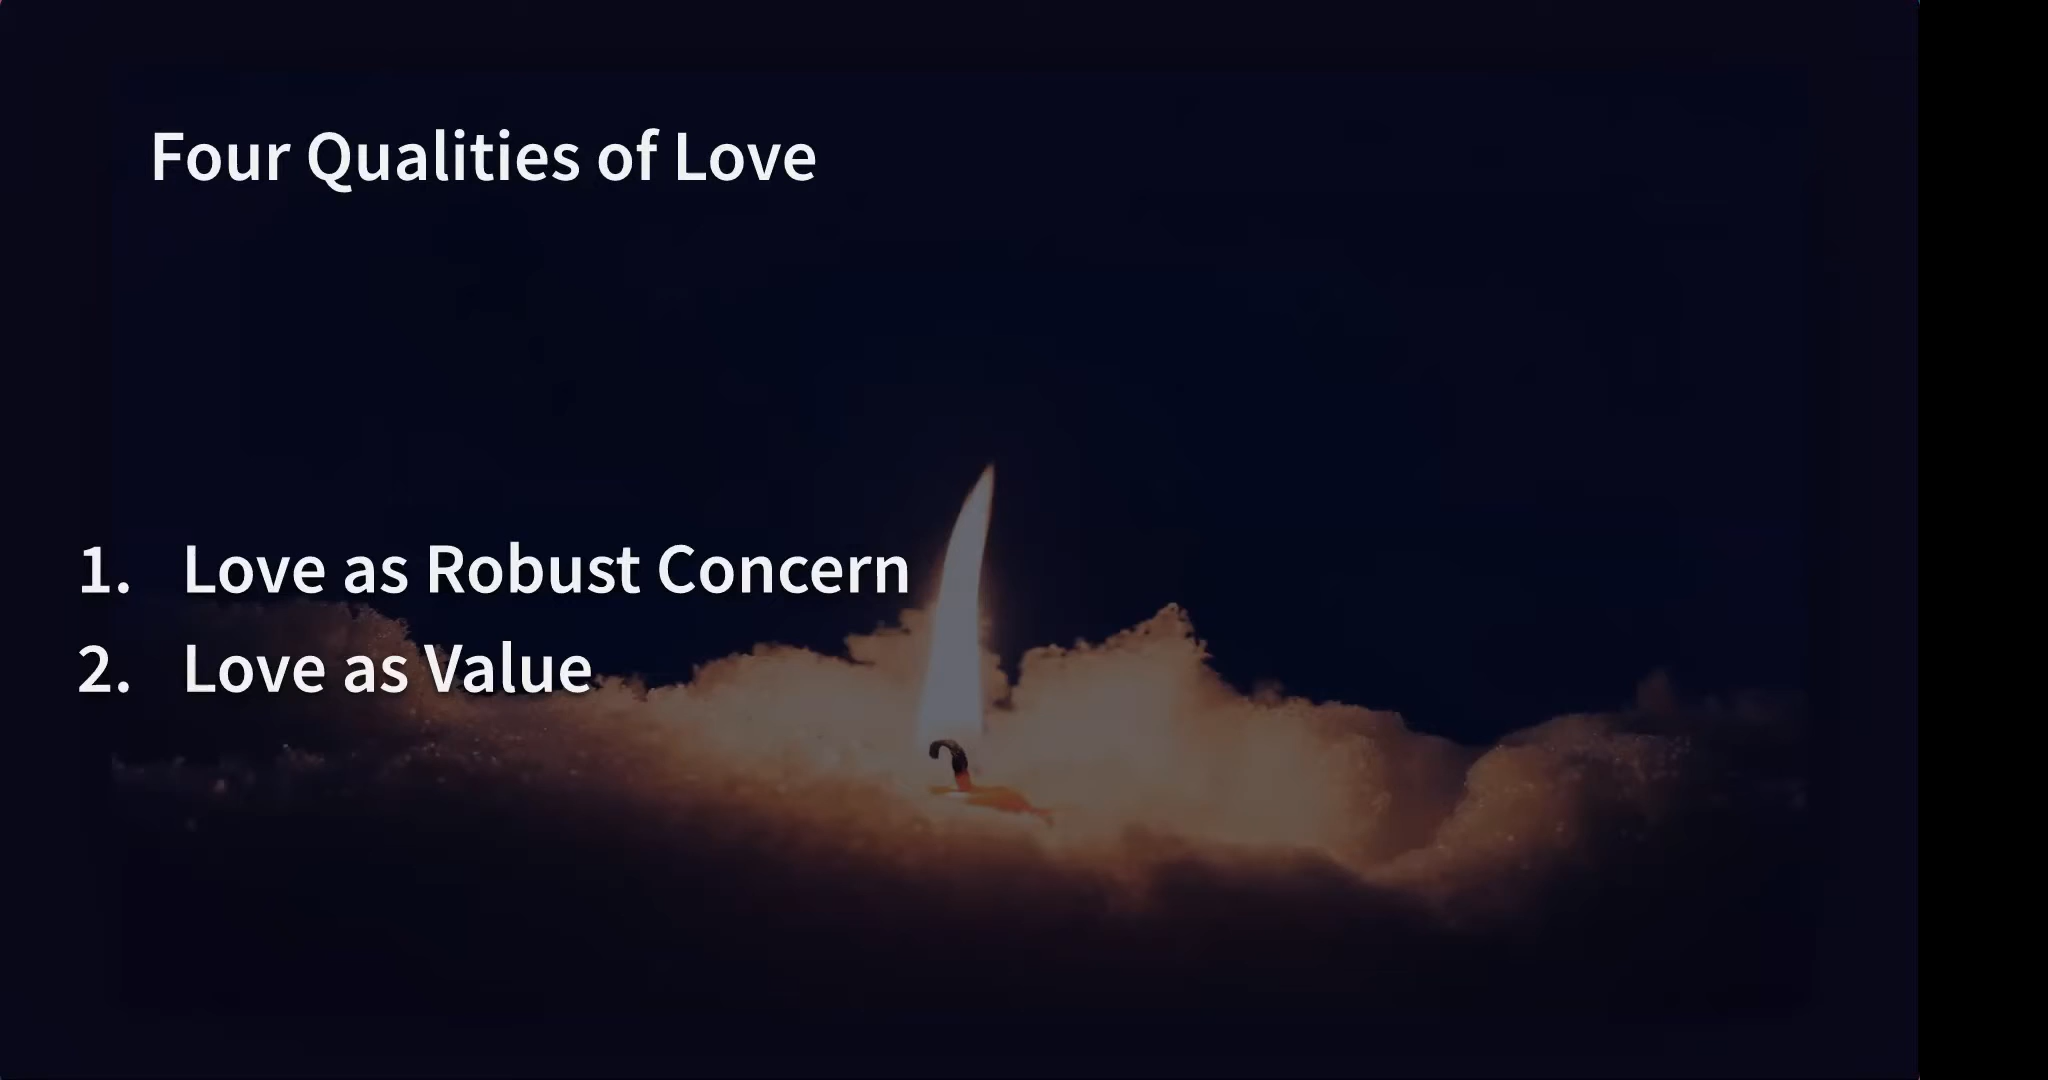 Four Qualities of Love
1. Love as Robust Concern
2. Love as Value